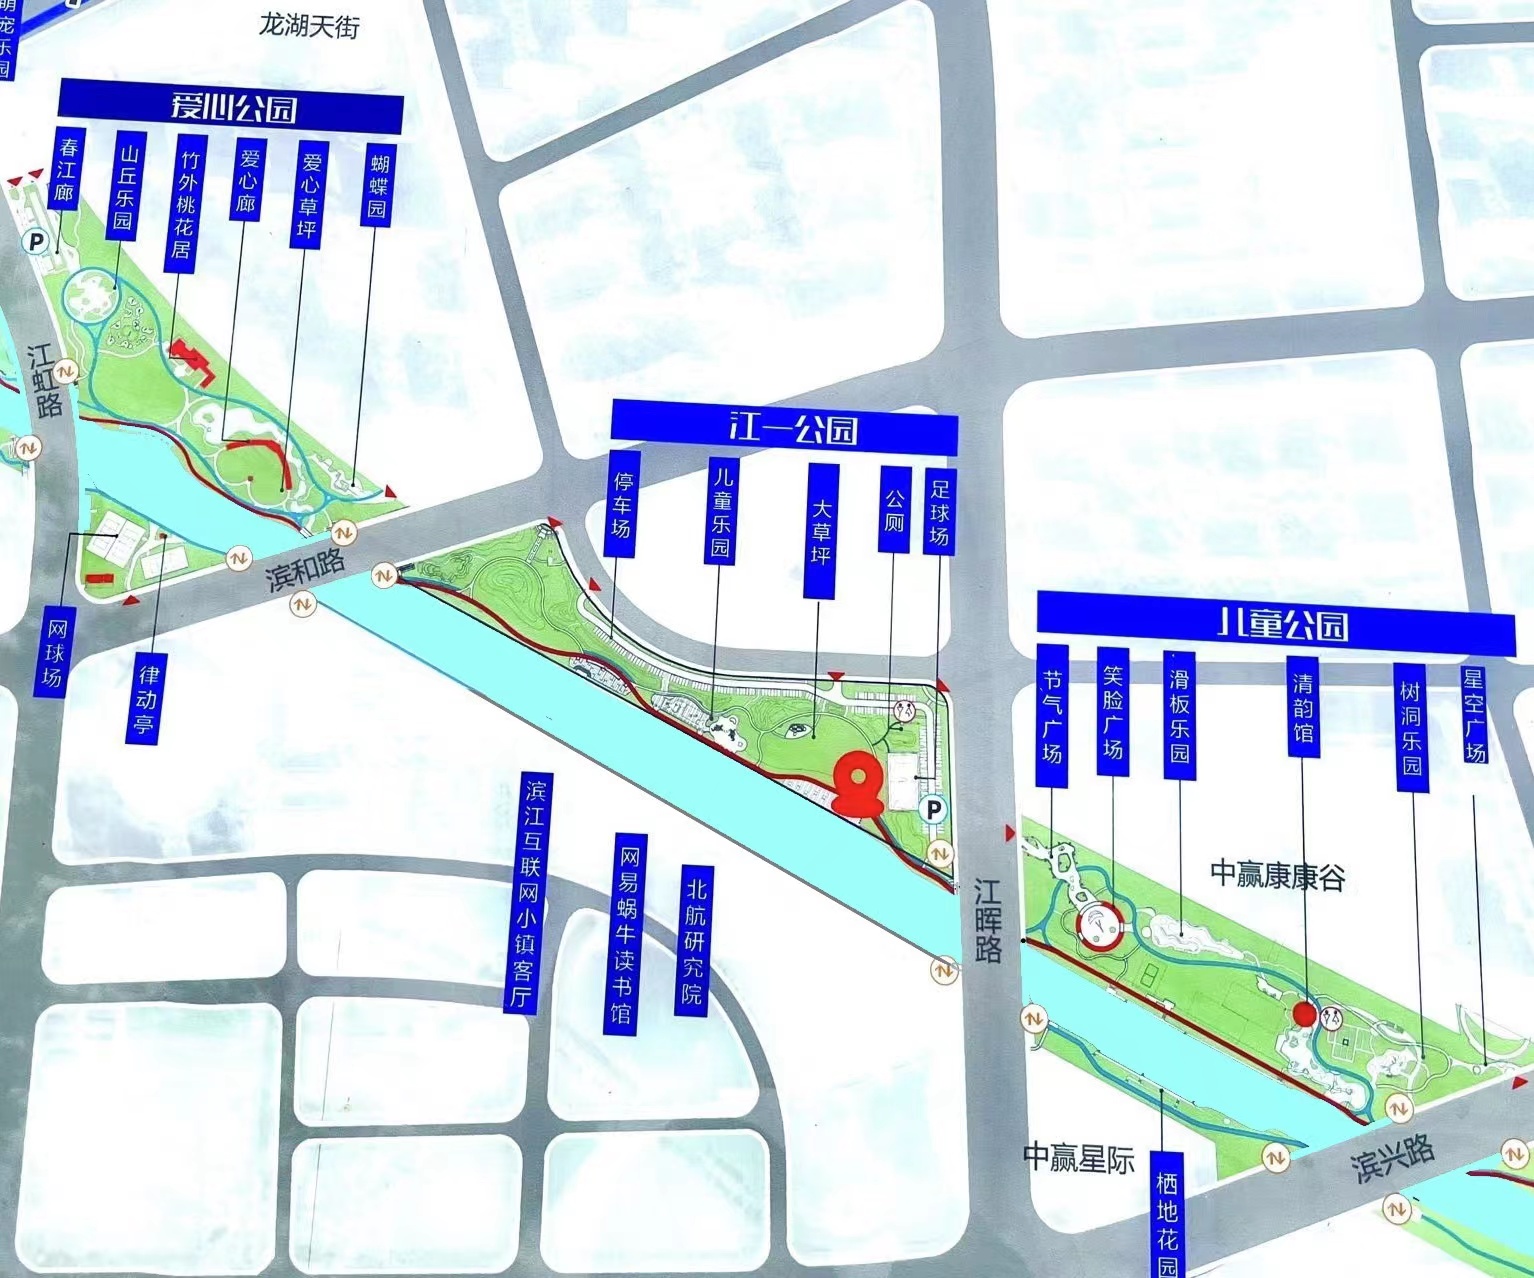 萌宠乐园
龙湖天街
爱心公园
春江廊
山丘乐园
竹外桃花居
爱心廊
爱心草坪
蝴蝶园
P
江虹路
网球场
律动亭
滨和路
江一公园
停车场
儿童乐园
大草坪
公厕
足球场
P
儿童公园
节气广场
笑脸广场
滑板乐园
清韵馆
树洞乐园
星空广场
滨江互联网小镇客厅
网易蜗牛读书馆
北航研究院
江晖路
中赢康康谷
中赢星际
栖地花园
滨兴路